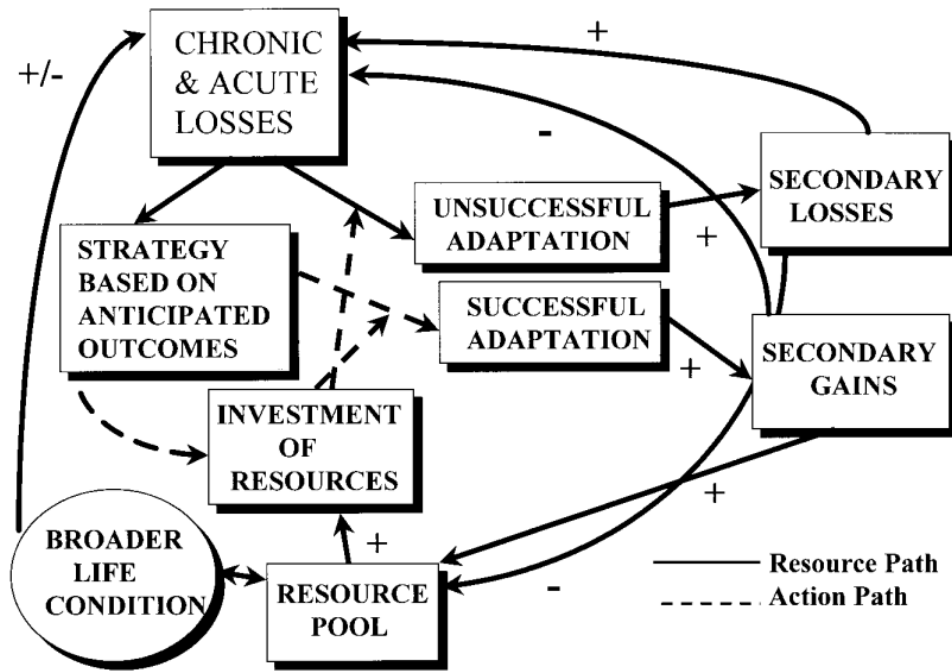 +/-
CHRONIC
& ACUTE
LOSSES
+
-
SECONDARY
LOSSES
UNSUCCESSFUL
ADAPTATION
+
STRATEGY
BASED ON
ANTICIPATED
OUTCOMES
SUCCESSFUL
ADAPTATION
+
SECONDARY
GAINS
INVESTMENT
OF
RESOURCES
+
+
-
BROADER
LIFE
CONDITION
RESOURCE
POOL
Resource Path
Action Path